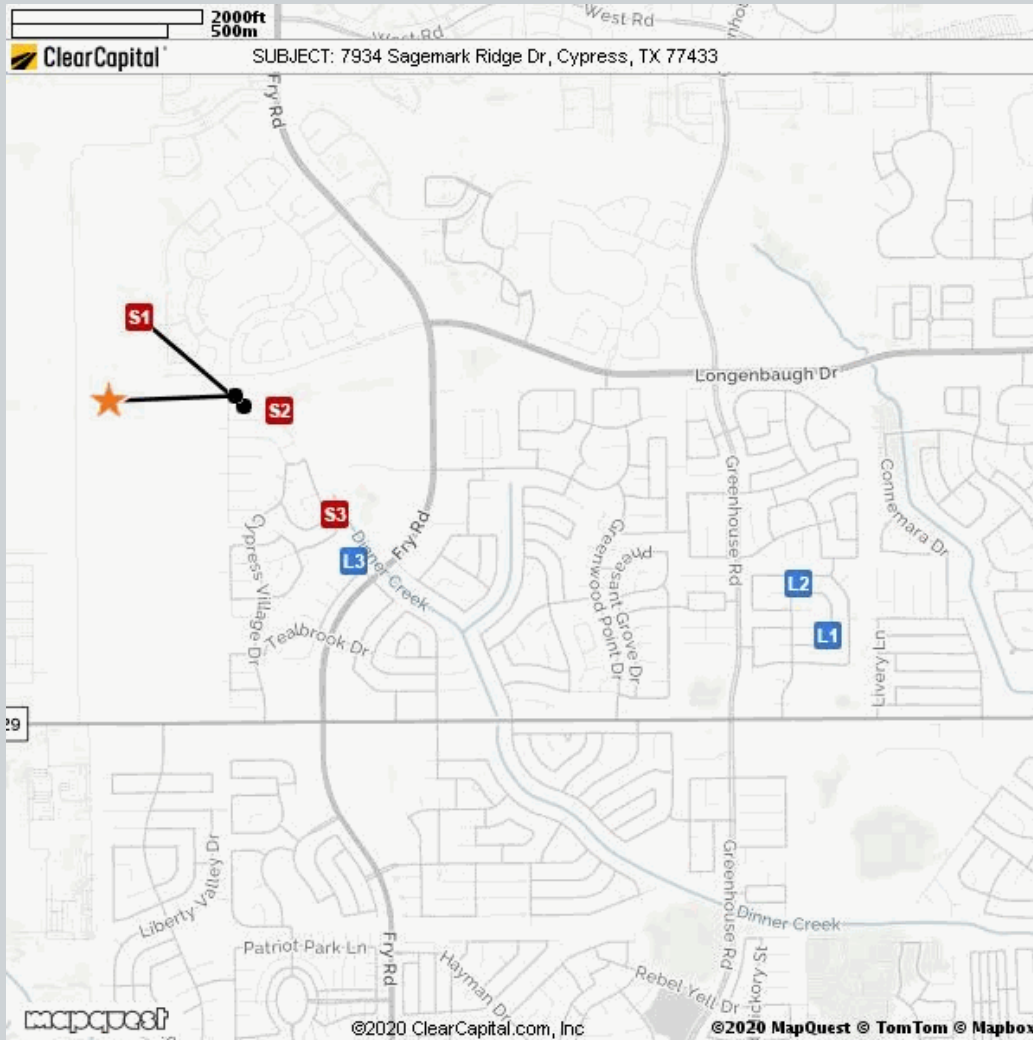 2000ft
500m
West Rd
West Rd
ClearCapital
SUBJECT: 7934 Sagemark Ridge Dr, Cypress, TX 77433
Fry Rd
S1
Longenbaugh Dr
S2
Greenhouse Rd
Connemara Dr
S3
Fry Rd
Dinner Creek
L3
Cypress Village Dr
Greenwood Point Dr
Pheasant Grove Dr
L2
L1
Tealbrook Dr
Livery Ln
29
Liberty Valley Dr
Greenhouse Rd
Dinner Creek
Patriot Park Ln
Fry Rd
Hayman Dr
Rebel Yell Dr
ickory St
mapquest
©2020 ClearCapital.com, Inc
©2020 MapQuest © TomTom © Mapbox